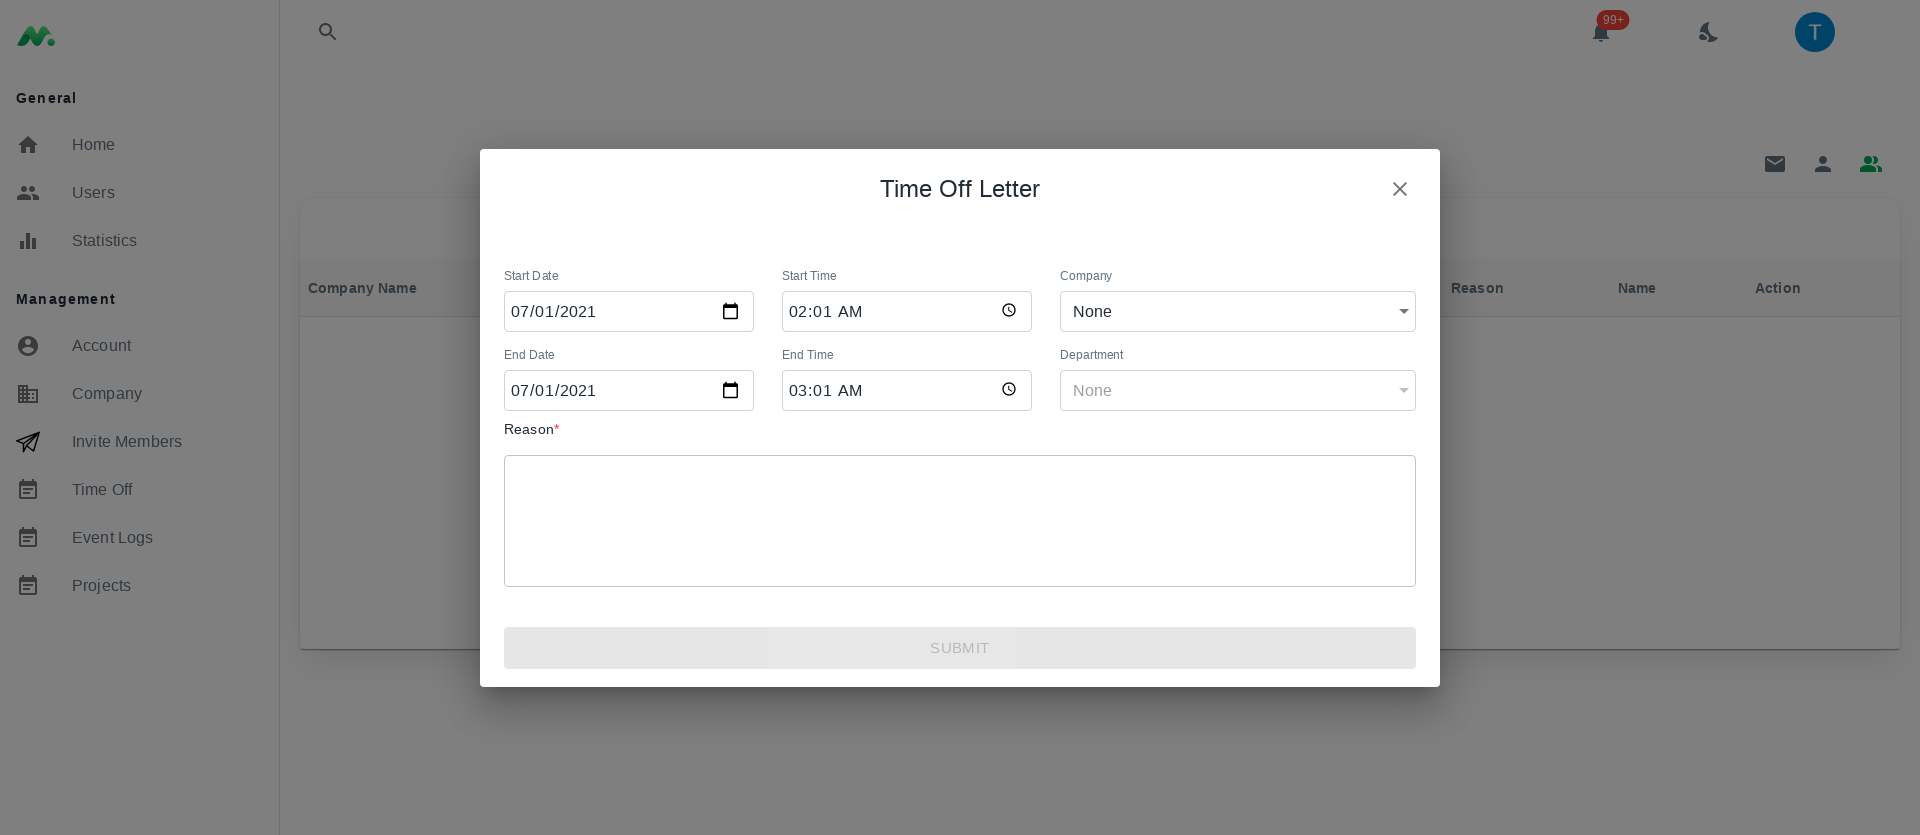 99+
T
General
Home
Users
Statistics
Management
Account
Company
Invite Members
Time Off
Event Logs
Projects
Company Name
Reason
Name
Action
Time Off Letter
Start Date
Start Time
Company
07/01/2021
02:01 AM
None
End Date
End Time
Department
07/01/2021
03:01 AM
None
Reason*
SUBMIT